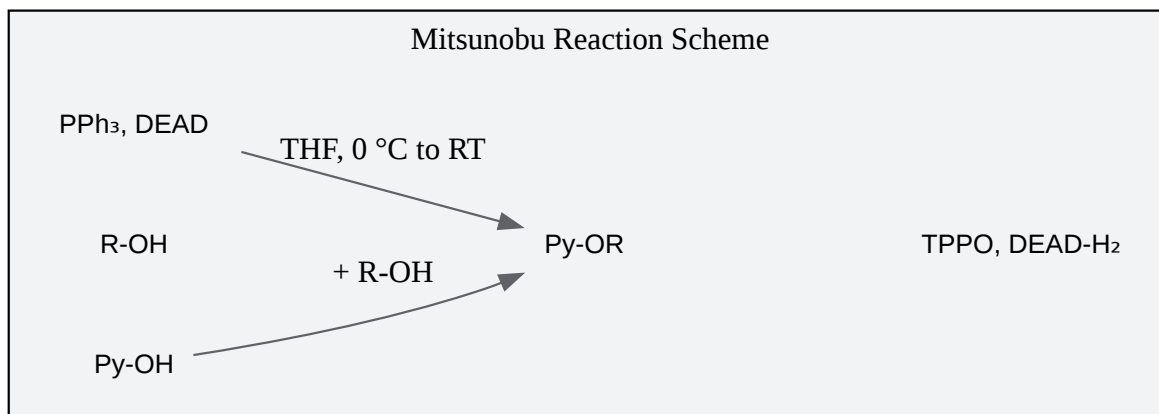 Mitsunobu Reaction Scheme
PPh₃, DEAD
THF, 0 °C to RT
R-OH
Py-OR
TPPO, DEAD-H₂
+ R-OH
Py-OH